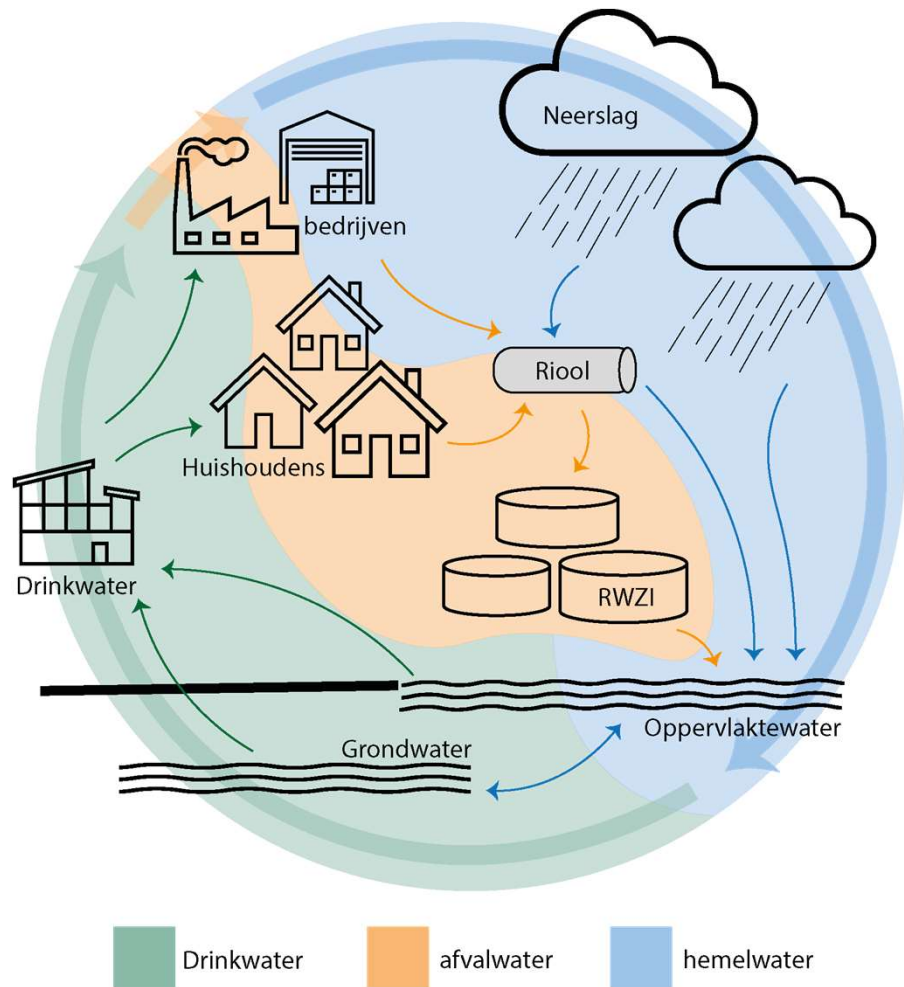 Neerslag
bedrijven
Riool
Huishoudens
Drinkwater
RWZI
Oppervlaktewater
Grondwater
Drinkwater
afvalwater
hemelwater